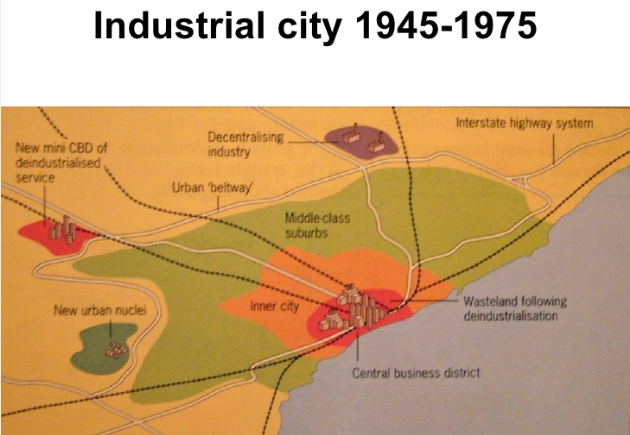 Industrial city 1945-1975
Interstate highway system
Decentralising
industry
New mini CBD of
deindustrialised
service
Urban 'beltway'
Middle-class
suburbs
New urban nuclei
Inner city
Wasteland following
deindustrialisation
Central business district